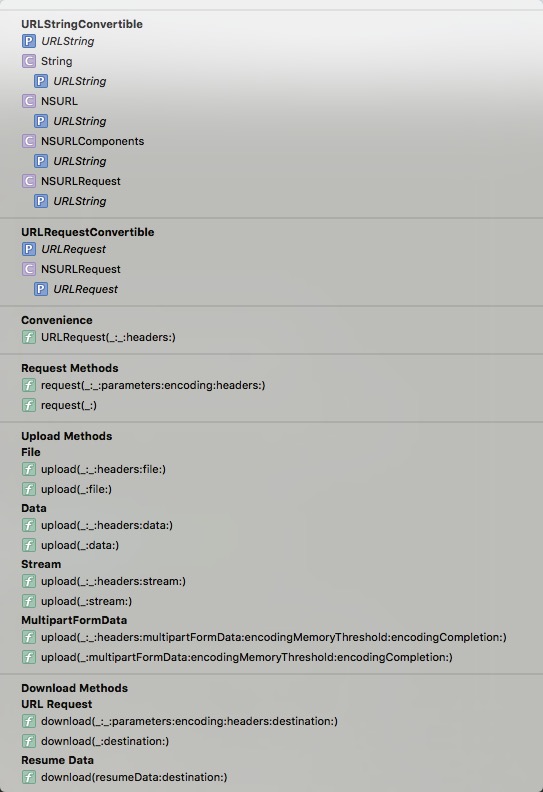 URLStringConvertible
P URLString
C String
P URLString
C NSURL
P URLString
C NSURLComponents
P URLString
C NSURLRequest
P URLString
URLRequestConvertible
P URLRequest
C NSURLRequest
P URLRequest
Convenience
f URLRequest(_:_:headers:)
Request Methods
f request(_:_:parameters:encoding:headers:)
f request(_:)
Upload Methods
File
f upload(_:_:headers:file:)
f upload(_:file:)
Data
f upload(_:_:headers:data:)
f upload(_:data:)
Stream
f upload(_:_:headers:stream:)
f upload(_:stream:)
MultipartFormData
f upload(_:_:headers:multipartFormData:encodingMemoryThreshold:encodingCompletion:)
f upload(_:multipartFormData:encodingMemoryThreshold:encodingCompletion:)
Download Methods
URL Request
f download(_:_:parameters:encoding:headers:destination:)
f download(_:destination:)
Resume Data
f download(resumeData:destination:)